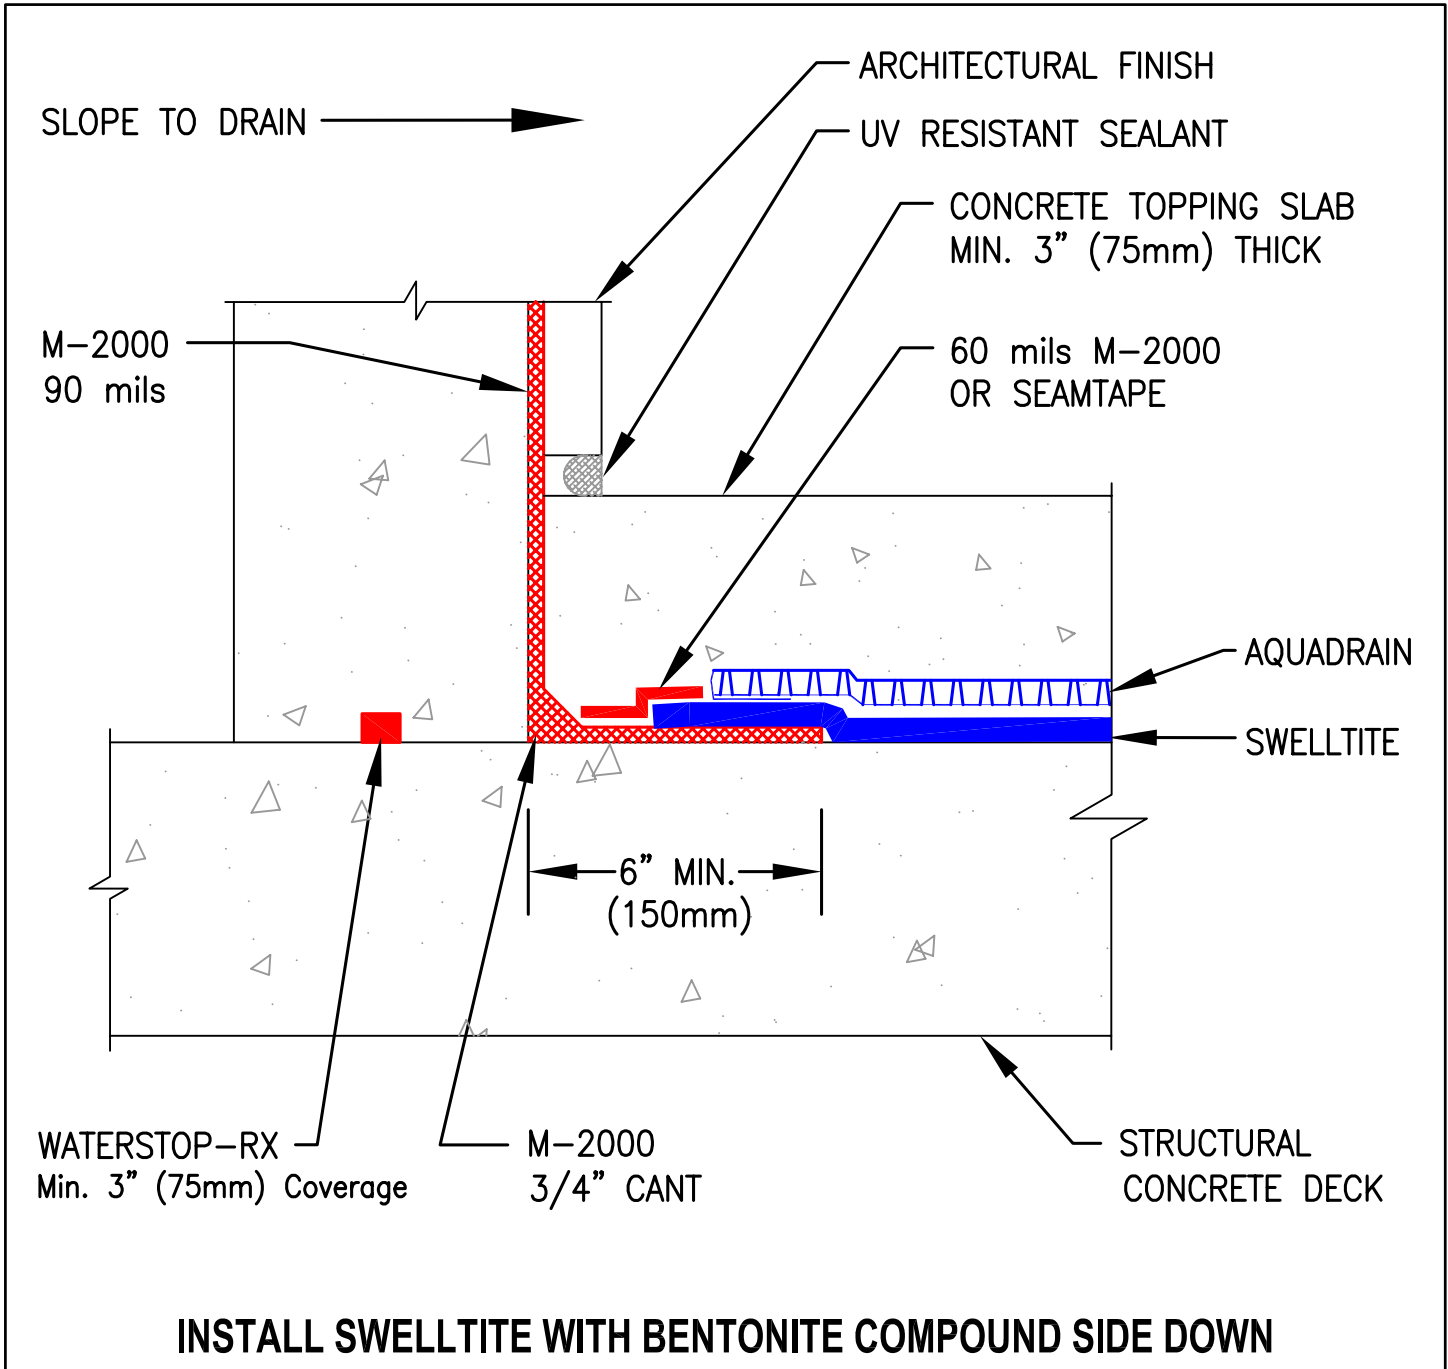 ARCHITECTURAL FINISH
SLOPE TO DRAIN
UV RESISTANT SEALANT
CONCRETE TOPPING SLAB
MIN. 3” (75mm) THICK
M-2000
90 mils
60 mils M-2000
OR SEAMTAPE
AQUADRAIN
SWELLTITE
6” MIN.
(150mm)
WATERSTOP-RX
Min. 3” (75mm) Coverage
M-2000
3/4” CANT
STRUCTURAL
CONCRETE DECK
INSTALL SWELLTITE WITH BENTONITE COMPOUND SIDE DOWN